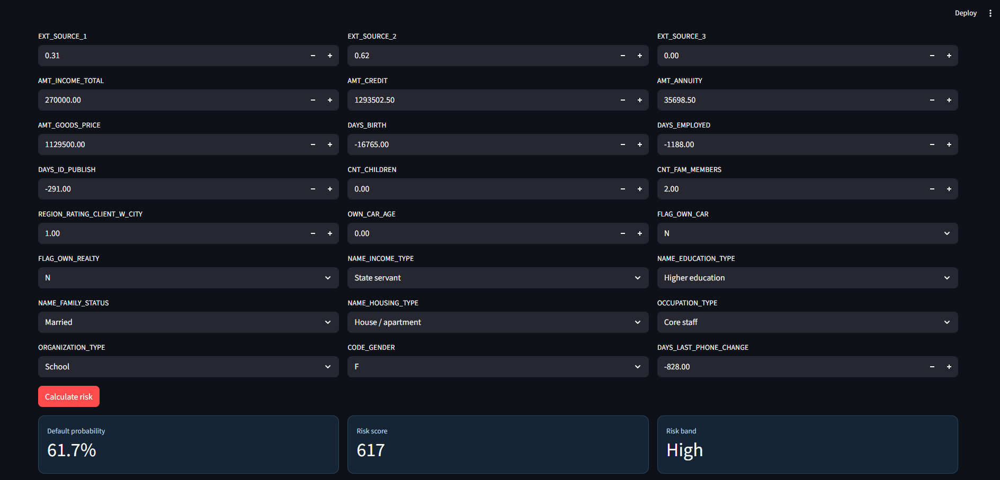 Deploy
EXT_SOURCE_1 EXT_SOURCE_2 EXT_SOURCE_3
0.31 0.62 0.00
AMT_INCOME_TOTAL AMT_CREDIT AMT_ANNUITY
270000.00 1293502.50 35698.50
AMT_GOODS_PRICE DAYS_BIRTH DAYS_EMPLOYED
1129500.00 -16765.00 -1188.00
DAYS_ID_PUBLISH CNT_CHILDREN CNT_FAM_MEMBERS
-291.00 0.00 2.00
REGION_RATING_CLIENT_W_CITY OWN_CAR_AGE FLAG_OWN_CAR
1.00 0.00 N
FLAG_OWN_REALTY NAME_INCOME_TYPE NAME_EDUCATION_TYPE
N State servant Higher education
NAME_FAMILY_STATUS NAME_HOUSING_TYPE OCCUPATION_TYPE
Married House / apartment Core staff
ORGANIZATION_TYPE CODE_GENDER DAYS_LAST_PHONE_CHANGE
School F -828.00
Calculate risk
Default probability Risk score Risk band
61.7% 617 High